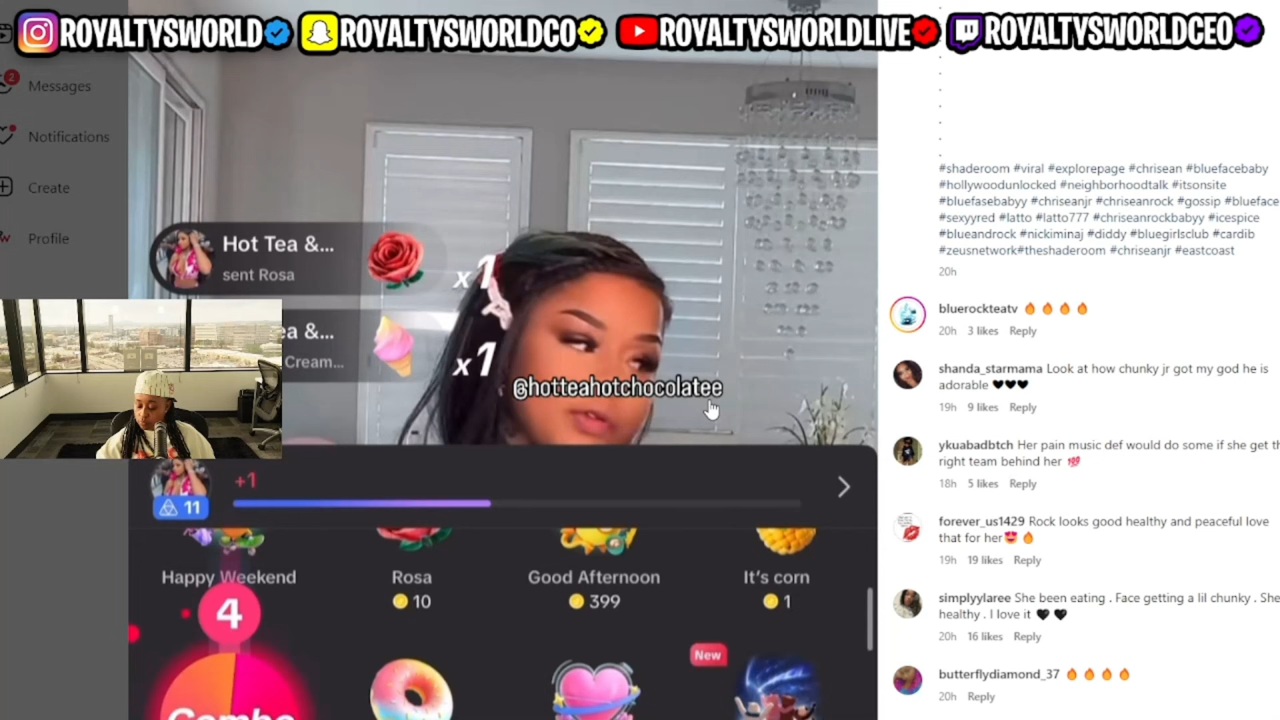 ROYALTYSWORLD ROYALTYSWORLDCO ROYALTYSWORLDLIVE ROYALTYSWORLDCEO
2
Messages
Notifications
Create
Profile
Hot Tea &...
sent Rosa
x1
ea &...
Cream...
x1
@hotteahotchocolatee
+1
11
Happy Weekend
Rosa
10
Good Afternoon
399
It's corn
1
4
Combo
New
#shaderoom #viral #explorepage #chrisean #bluefacebaby
#hollywoodunlocked #neighborhoodtalk #itsonsite
#bluefasebabyy #chriseanjr #chriseanrock #gossip #blueface
#sexyyred #latto #latto777 #chriseanrockbabyy #icespice
#blueandrock #nickiminaj #diddy #bluegirlsclub #cardib
#zeusnetwork#theshaderoom #chriseanjr #eastcoast
20h
bluerockteatv
20h 3 likes Reply
shanda_starmama Look at how chunky jr got my god he is
adorable
19h 9 likes Reply
ykuabadbtch Her pain music def would do some if she get th
right team behind her 💯
18h 5 likes Reply
forever_us1429 Rock looks good healthy and peaceful love
that for her
19h 19 likes Reply
simplyylaree She been eating . Face getting a lil chunky . She
healthy . I love it
20h 16 likes Reply
butterflydiamond_37
20h Reply